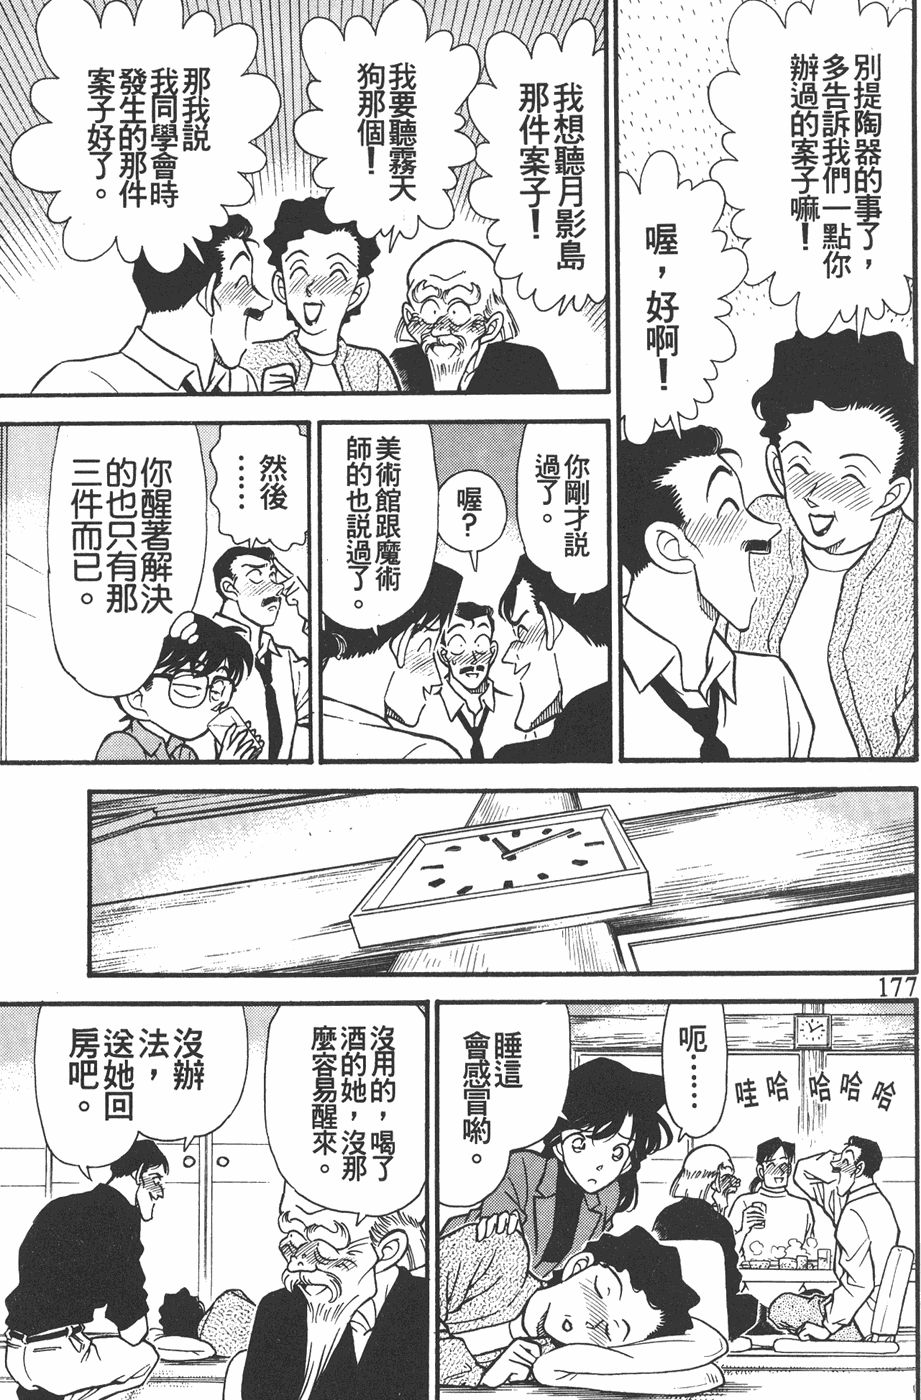 別提陶器的事了，
多告訴我們一點你
辦過的案子嘛！
喔，好啊！
我想聽月影島
那件案子！
我要聽霧天
狗那個！
那我説
我同學會時
發生的那件
案子好了。
你剛才説
過了。
喔？
美術館跟魔術
師的也説過了。
然後
……
你醒著解決
的也只有那
三件而已。
177
呃……
哇哈 哈哈哈
睡這
會感冒喲。
沒用的，喝了
酒的她，沒那
麼容易醒來。
沒辦
法，
送她回
房吧。